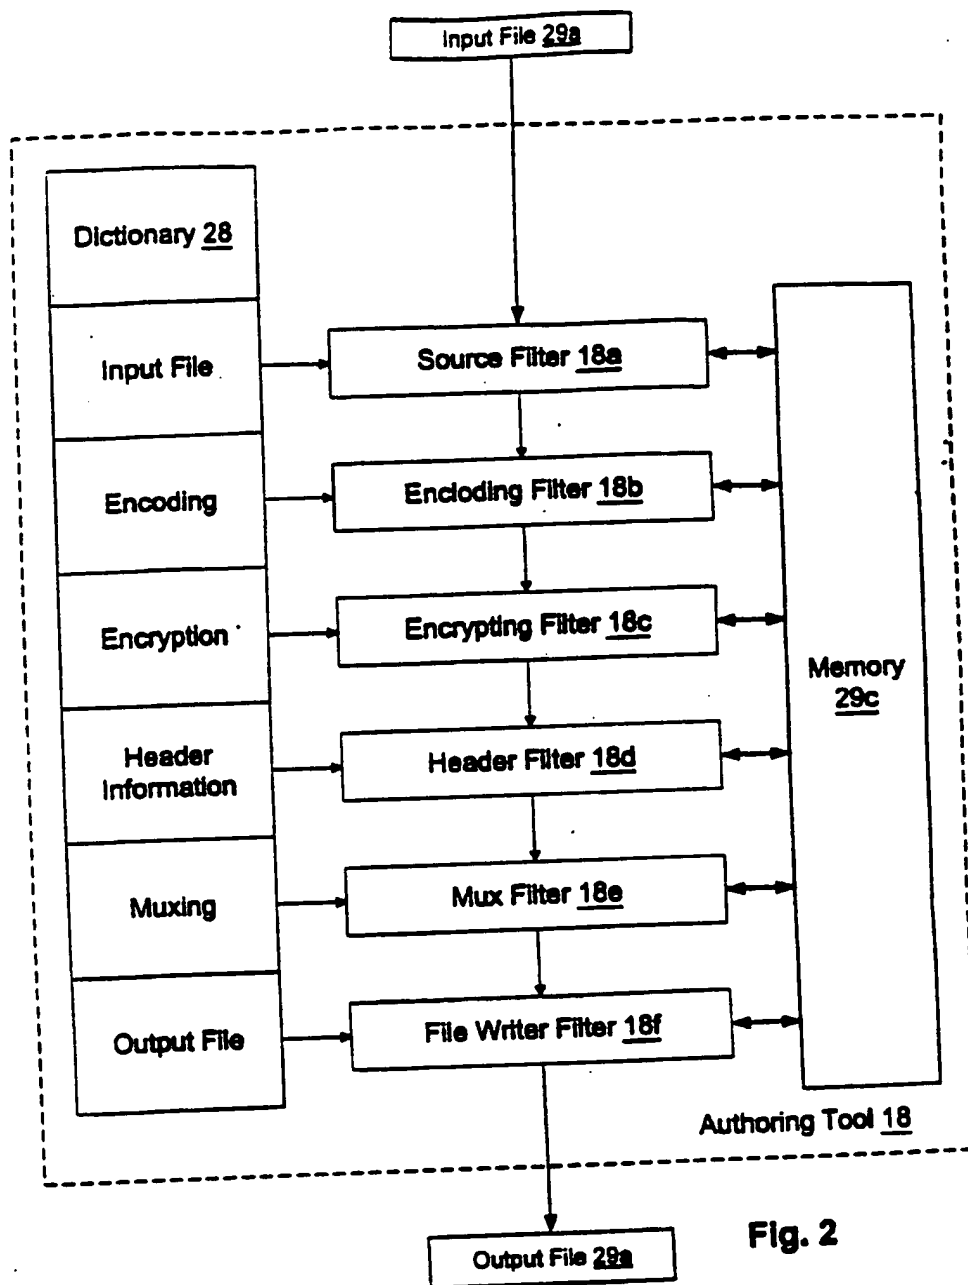 Input File 29a
Dictionary 28
Input File
Source Filter 18a
Encoding
Encloding Filter 18b
Encryption
Encrypting Filter 18c
Memory
29c
Header
Information
Header Filter 18d
Muxing
Mux Filter 18e
Output File
File Writer Filter 18f
Authoring Tool 18
Output File 29a
Fig. 2